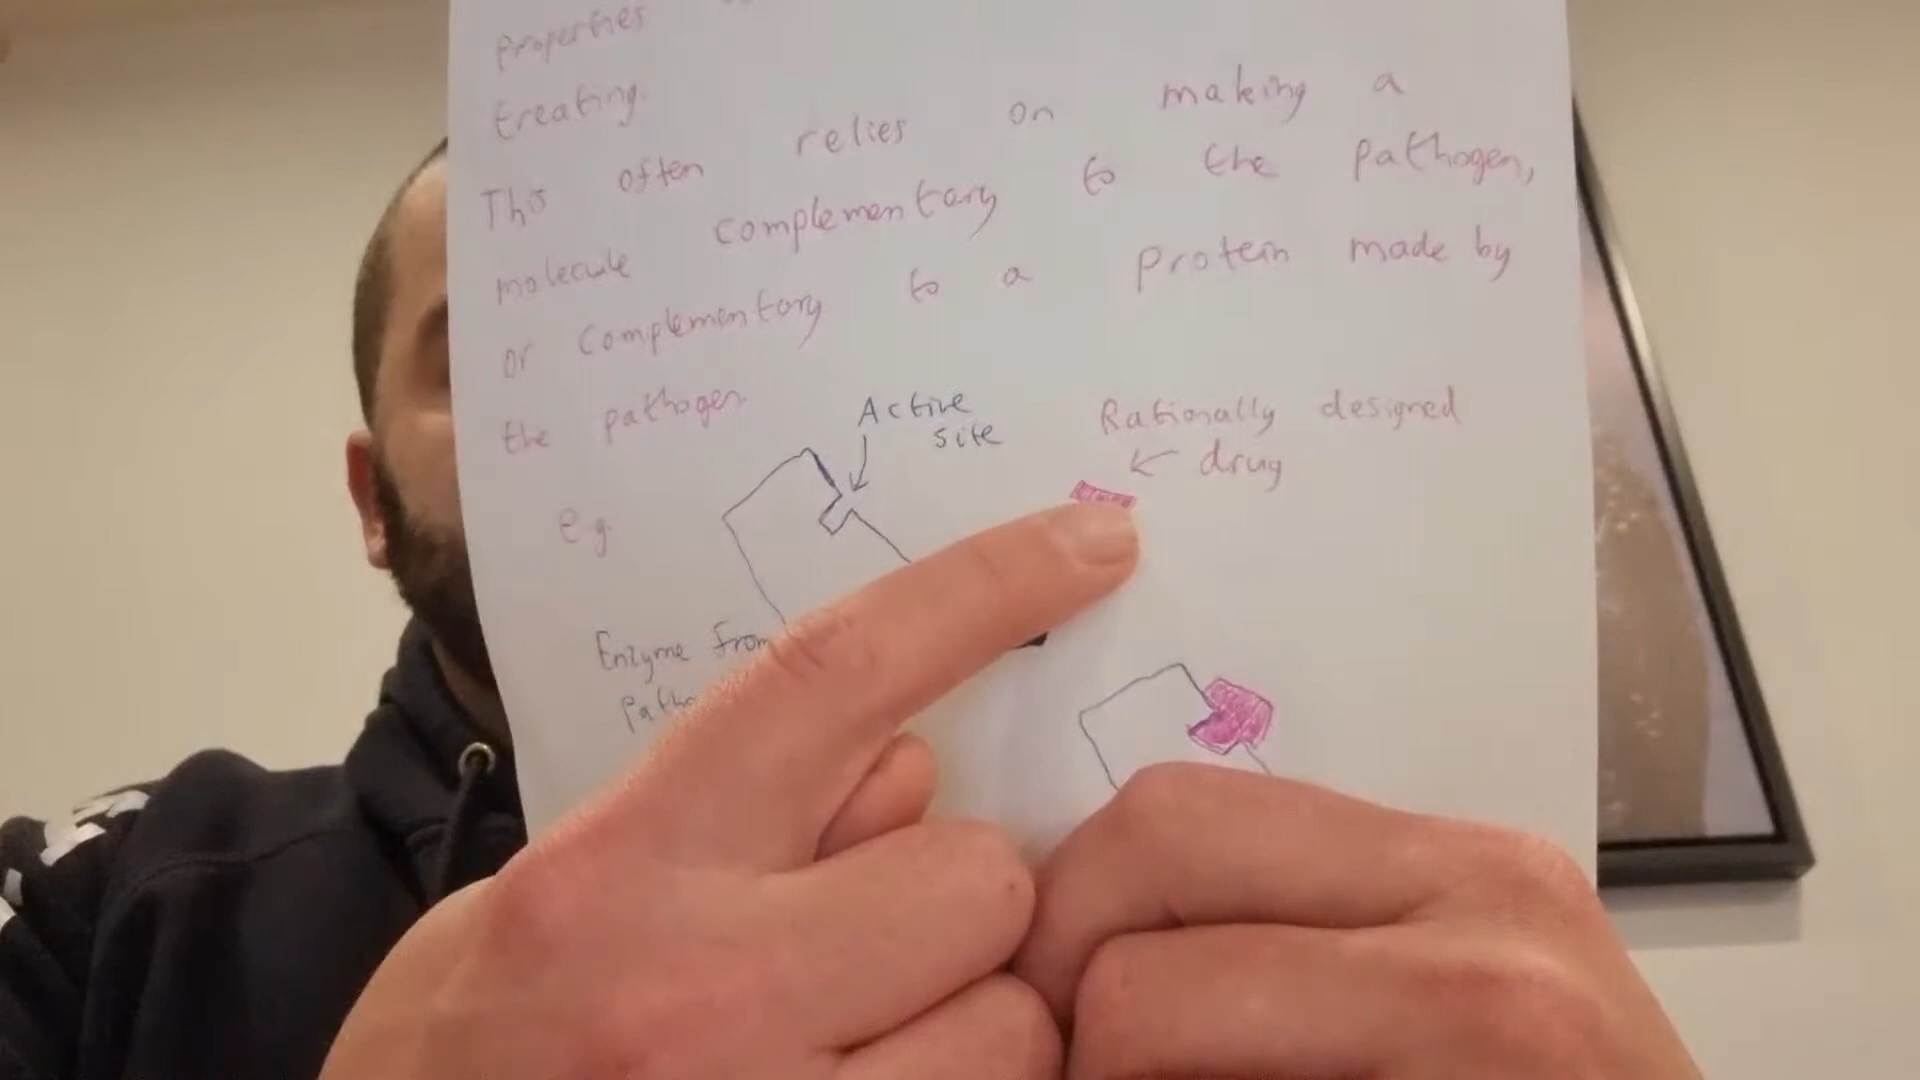 Properties
treating.
This often relies on making a
molecule complementary to the pathogen,
or complementary to a protein made by
the pathogen.
Active
site
Rationally designed
← drug
e.g.
Enzyme from